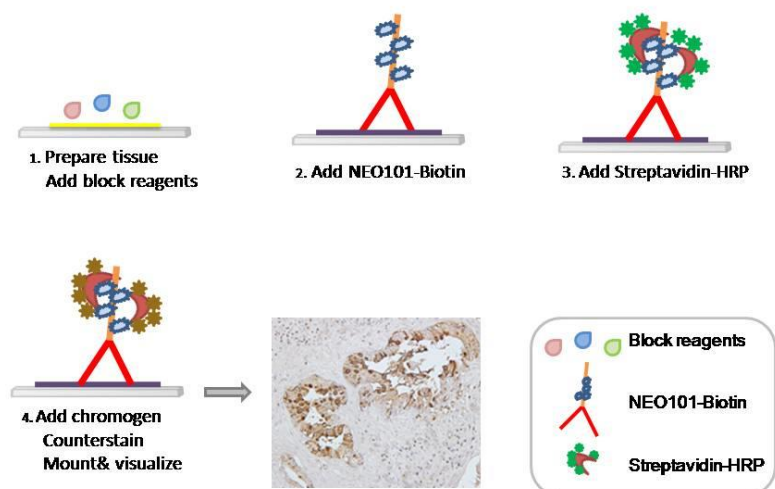 1. Prepare tissue
Add block reagents
2. Add NEO101-Biotin
3. Add Streptavidin-HRP
4. Add chromogen
Counterstain
Mount& visualize
Block reagents
NEO101-Biotin
Streptavidin-HRP